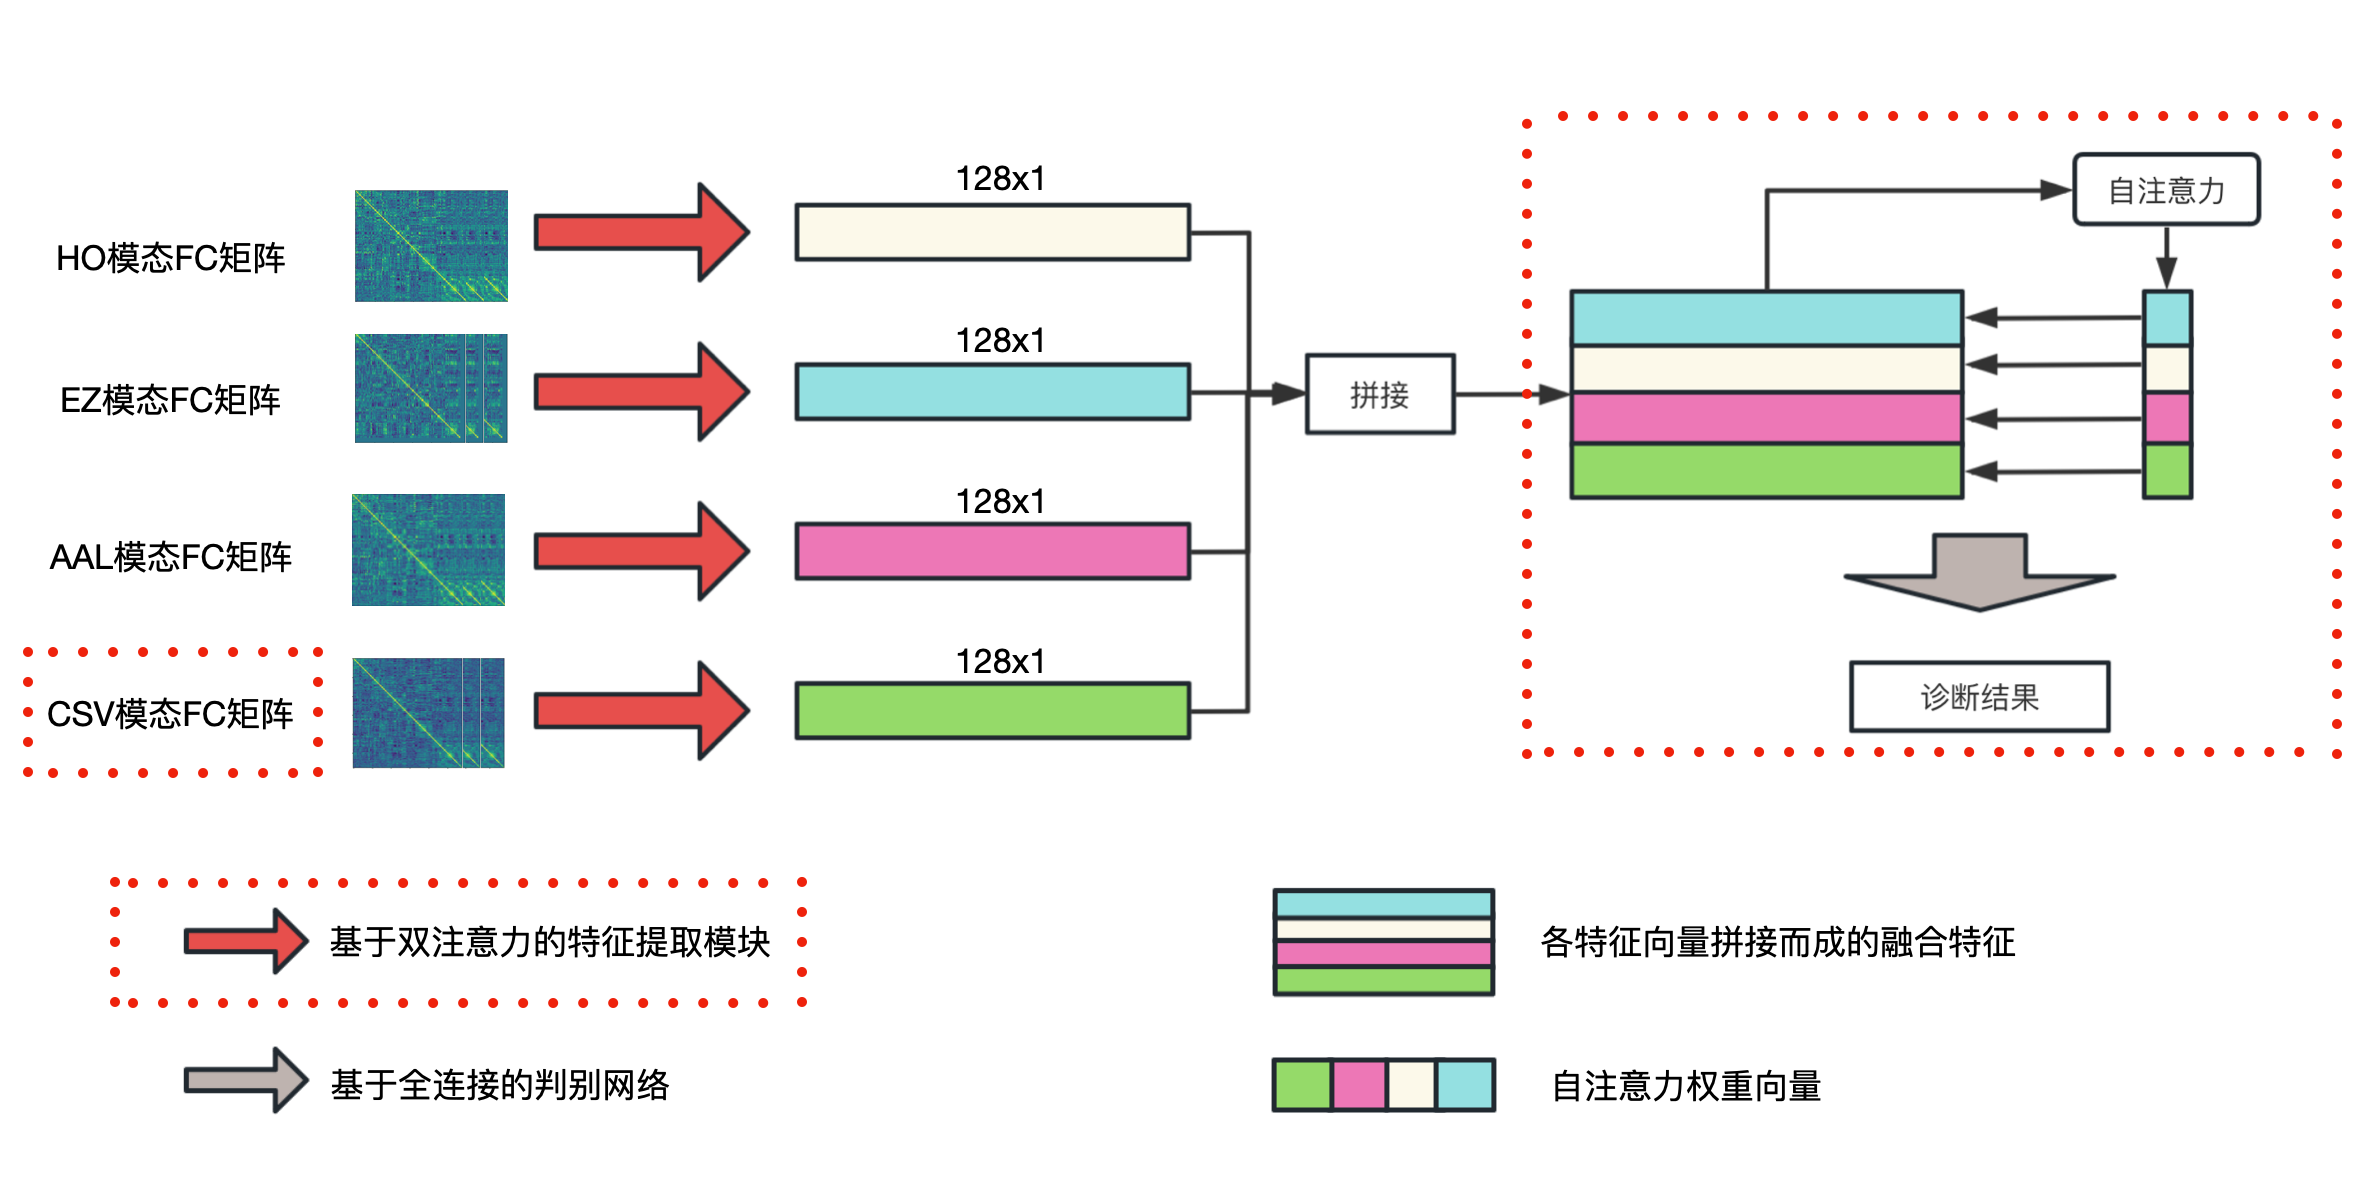 128x1
HO模态FC矩阵
自注意力
128x1
EZ模态FC矩阵
拼接
128x1
AAL模态FC矩阵
128x1
CSV模态FC矩阵
诊断结果
基于双注意力的特征提取模块
各特征向量拼接而成的融合特征
基于全连接的判别网络
自注意力权重向量